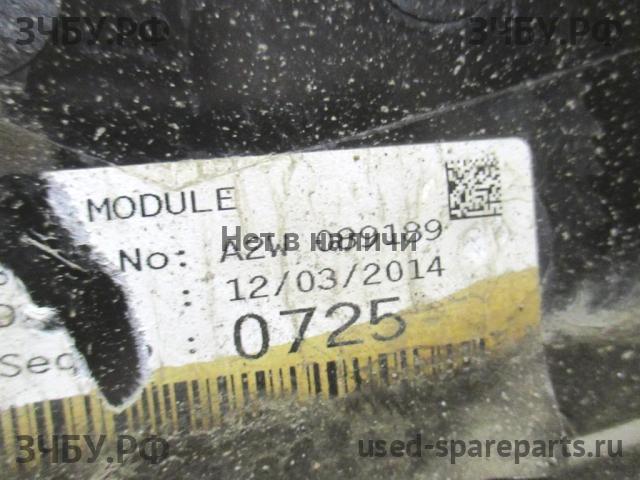 ЗЧБУ.РФ
ЗЧБУ.РФ
MODULE
No: A2W 089189
Нет в наличи
: 12/03/2014
Seq : 0725
ЗЧБУ.РФ
used-spareparts.ru